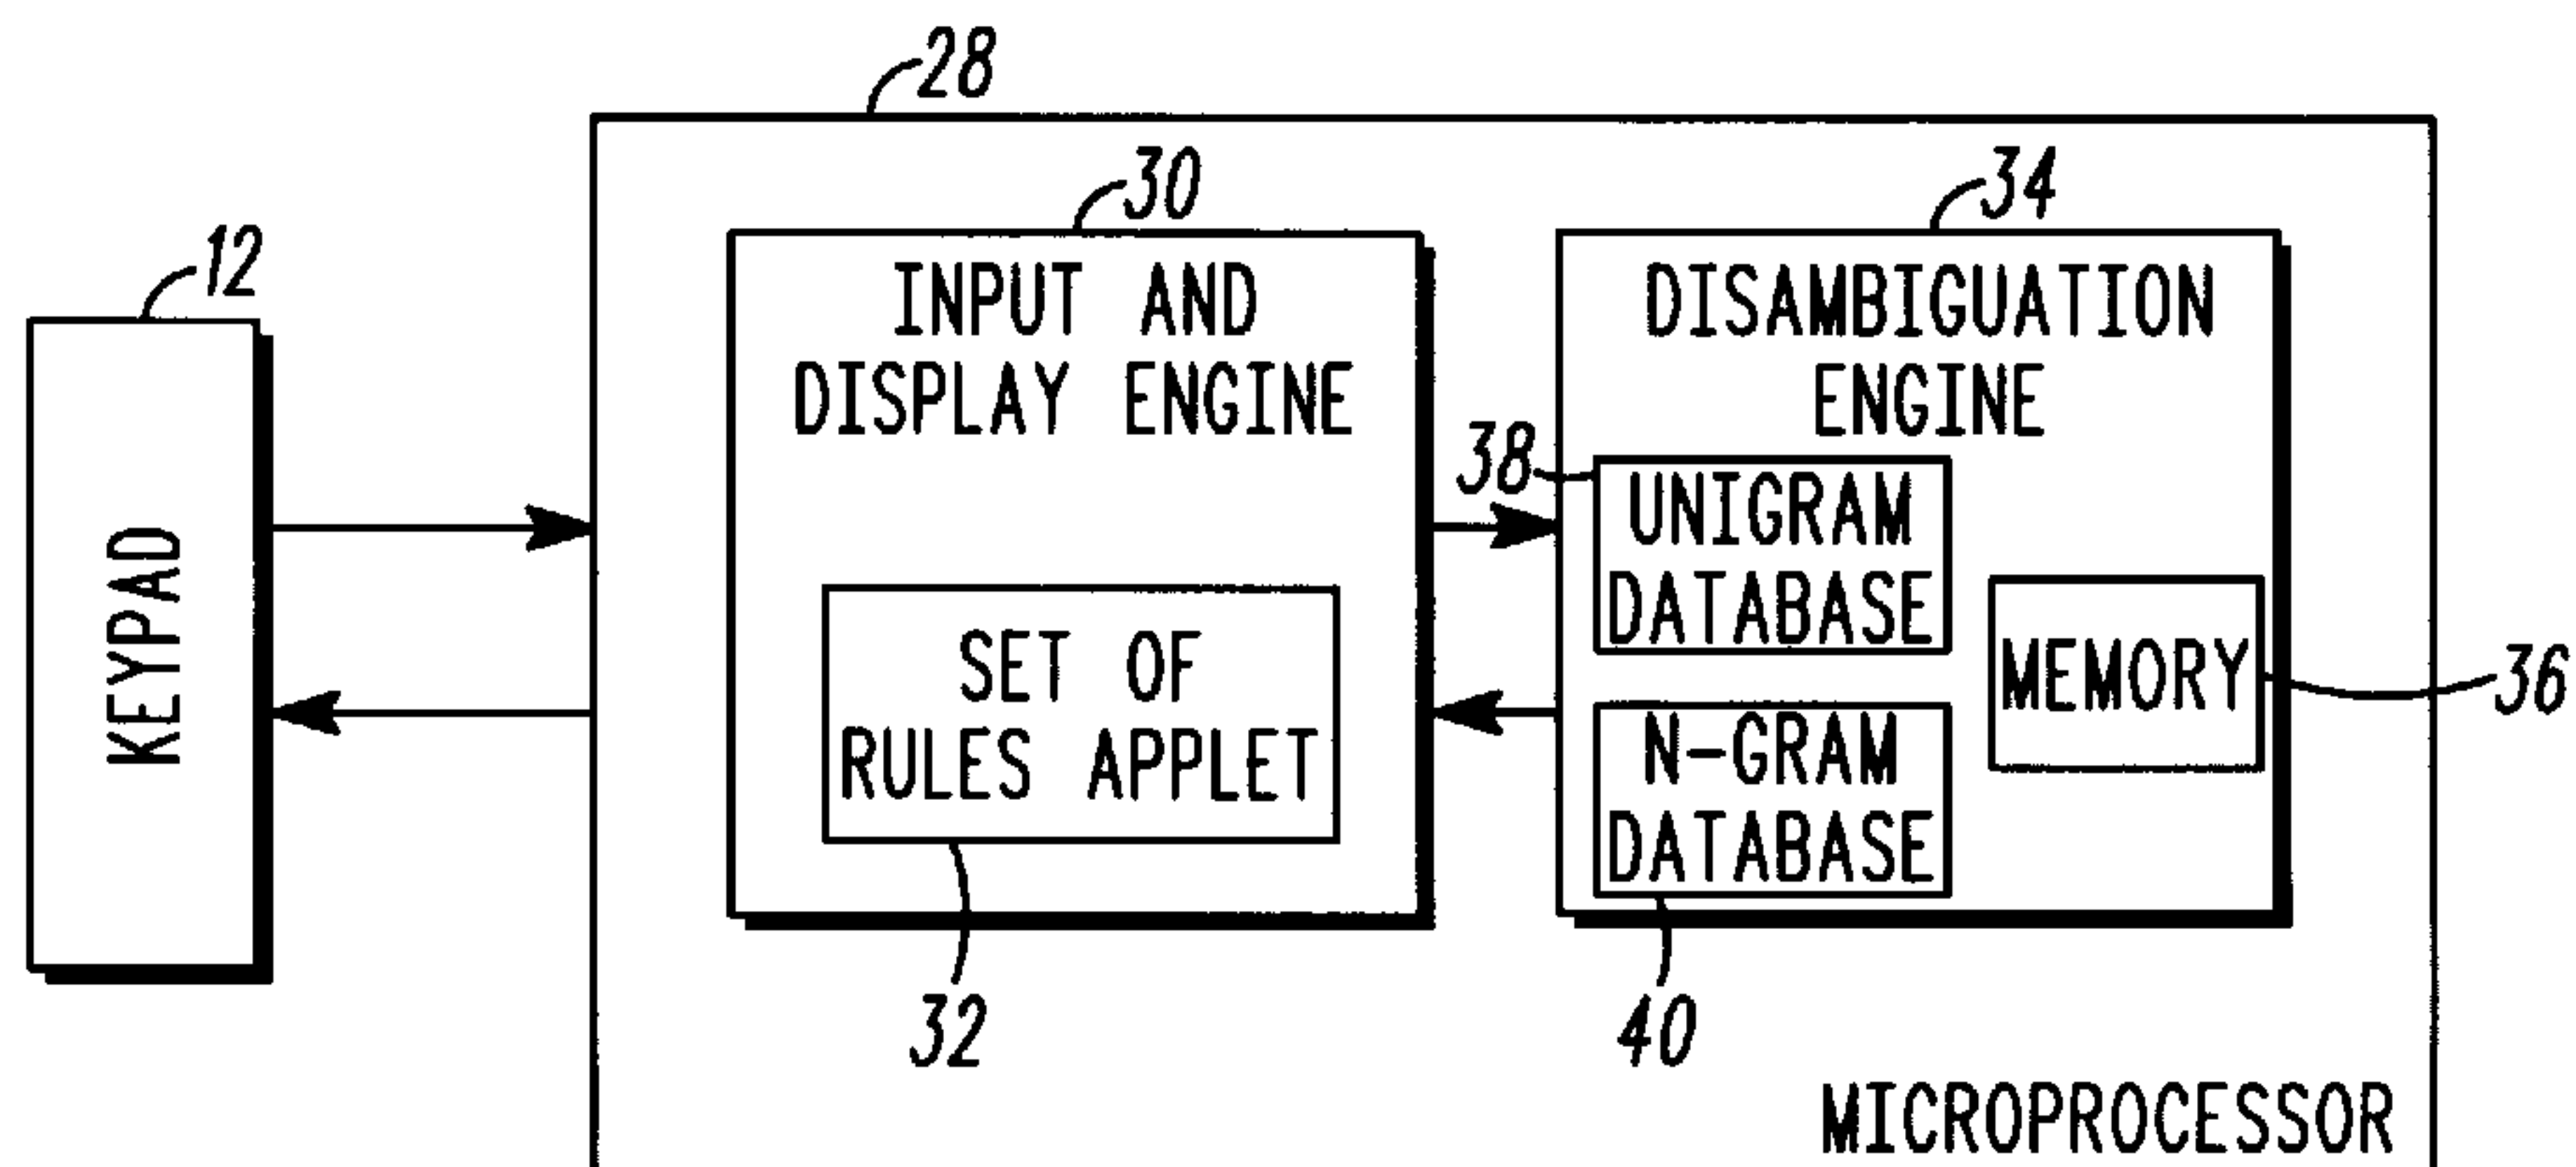 28
30
34
12
INPUT AND
DISPLAY ENGINE
DISAMBIGUATION
ENGINE
38
UNIGRAM
DATABASE
KEYPAD
SET OF
RULES APPLET
MEMORY
36
N-GRAM
DATABASE
32
40
MICROPROCESSOR